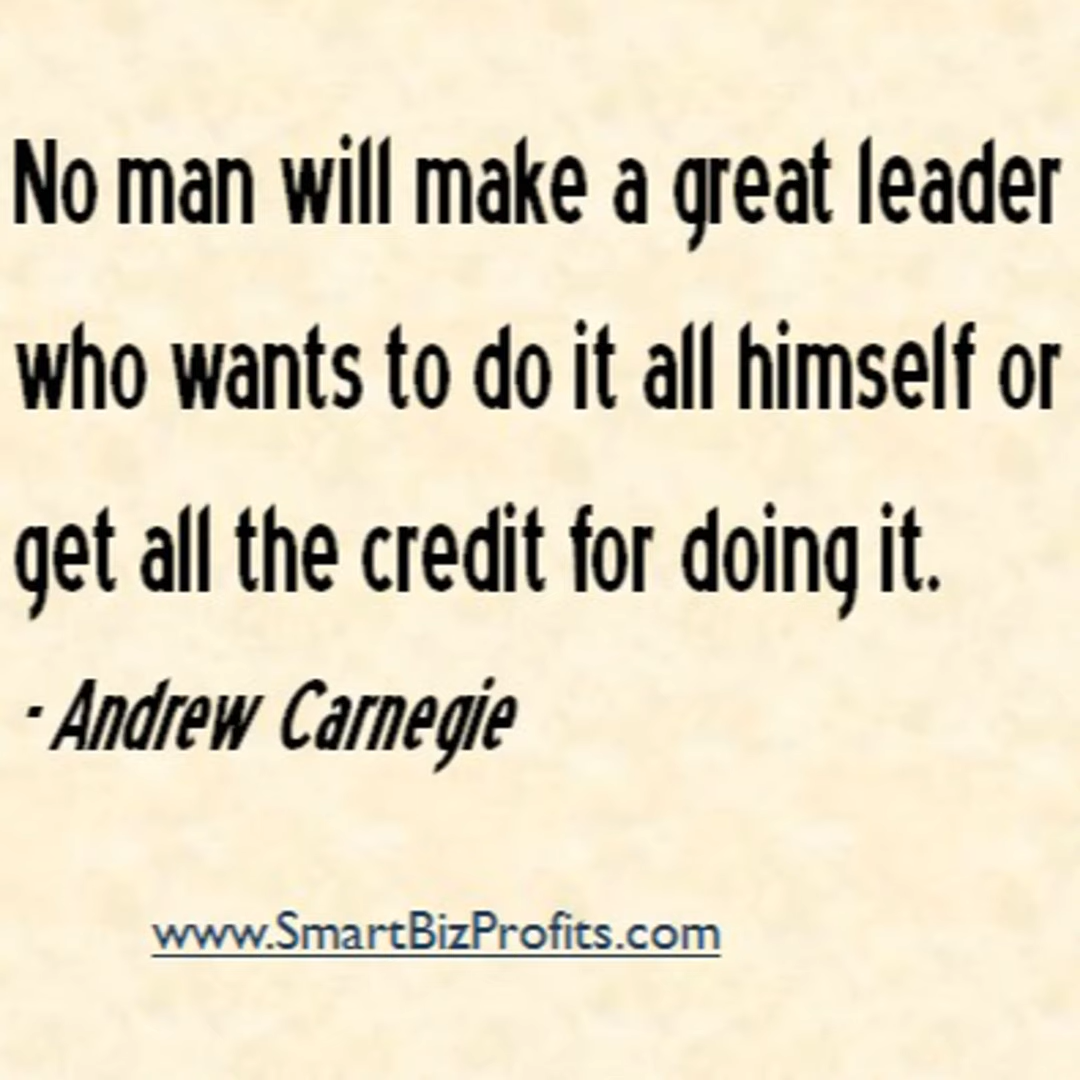 No man will make a great leader
who wants to do it all himself or
get all the credit for doing it.
- Andrew Carnegie
www.SmartBizProfits.com